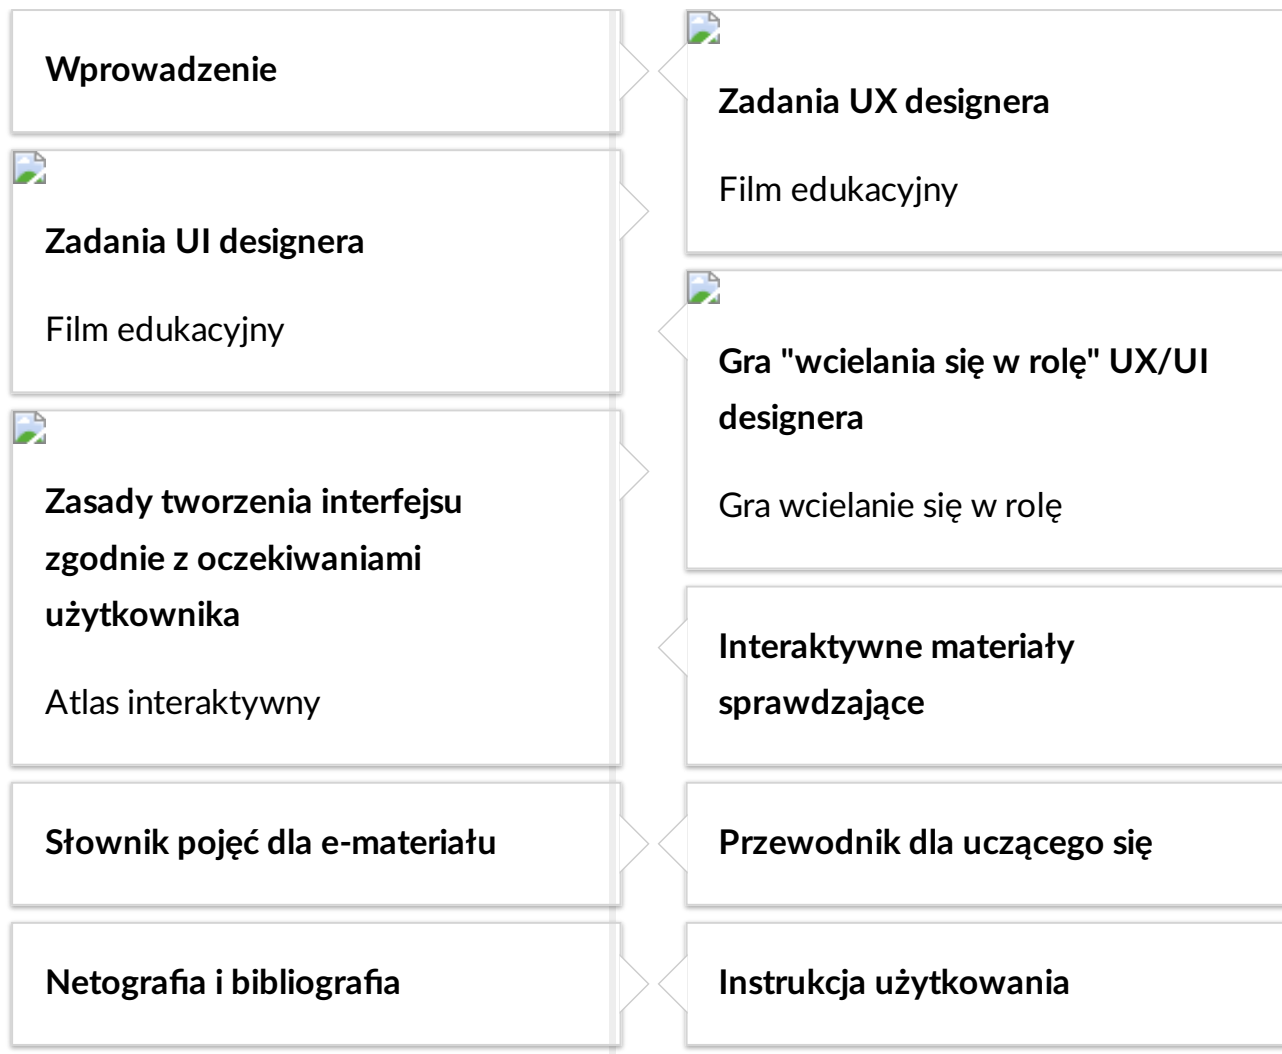 Wprowadzenie
Zadania UX designera
Film edukacyjny
Zadania UI designera
Film edukacyjny
Gra "wcielania się w rolę" UX/UI
designera
Gra wcielanie się w rolę
Zasady tworzenia interfejsu
zgodnie z oczekiwaniami
użytkownika
Atlas interaktywny
Interaktywne materiały
sprawdzające
Słownik pojęć dla e-materiału
Przewodnik dla uczącego się
Netografia i bibliografia
Instrukcja użytkowania